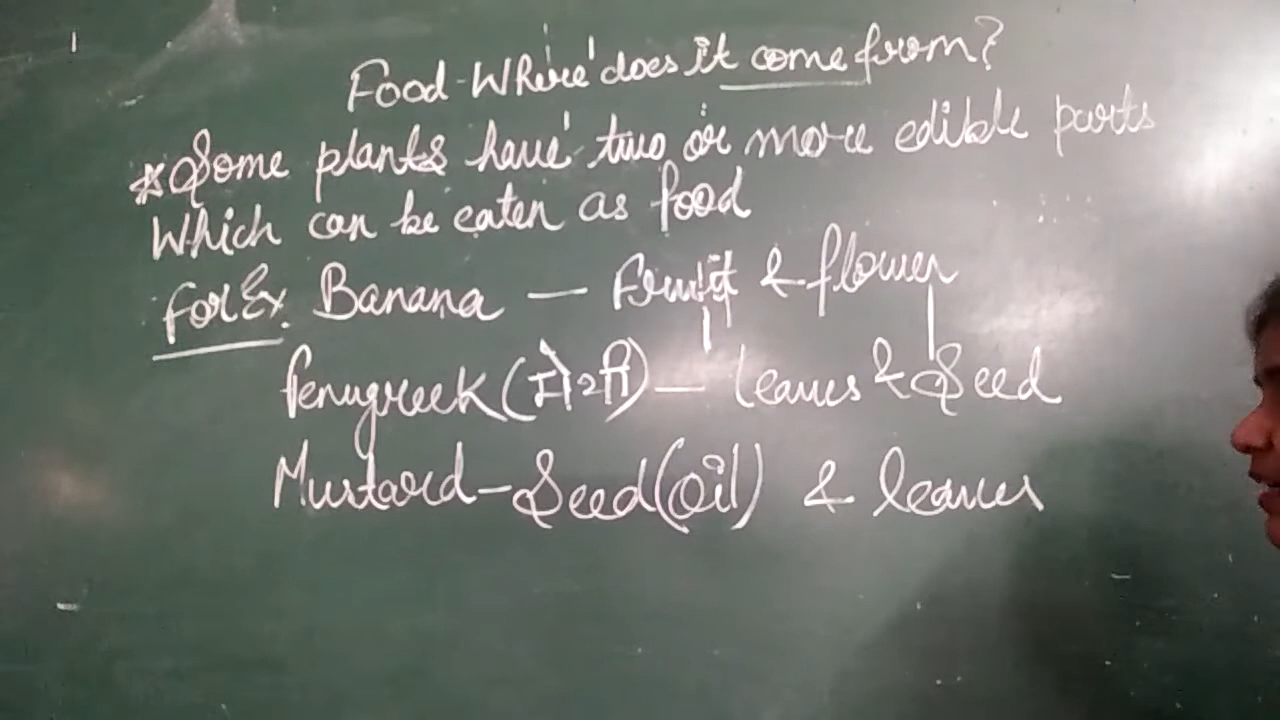 Food-Where does it come from?
*Some plants have two or more edible parts
Which can be eaten as food
For Ex. Banana — Fruit & flower
Fenugreek (मेथी) — leaves & Seed
Mustard-Seed(Oil) & leaves